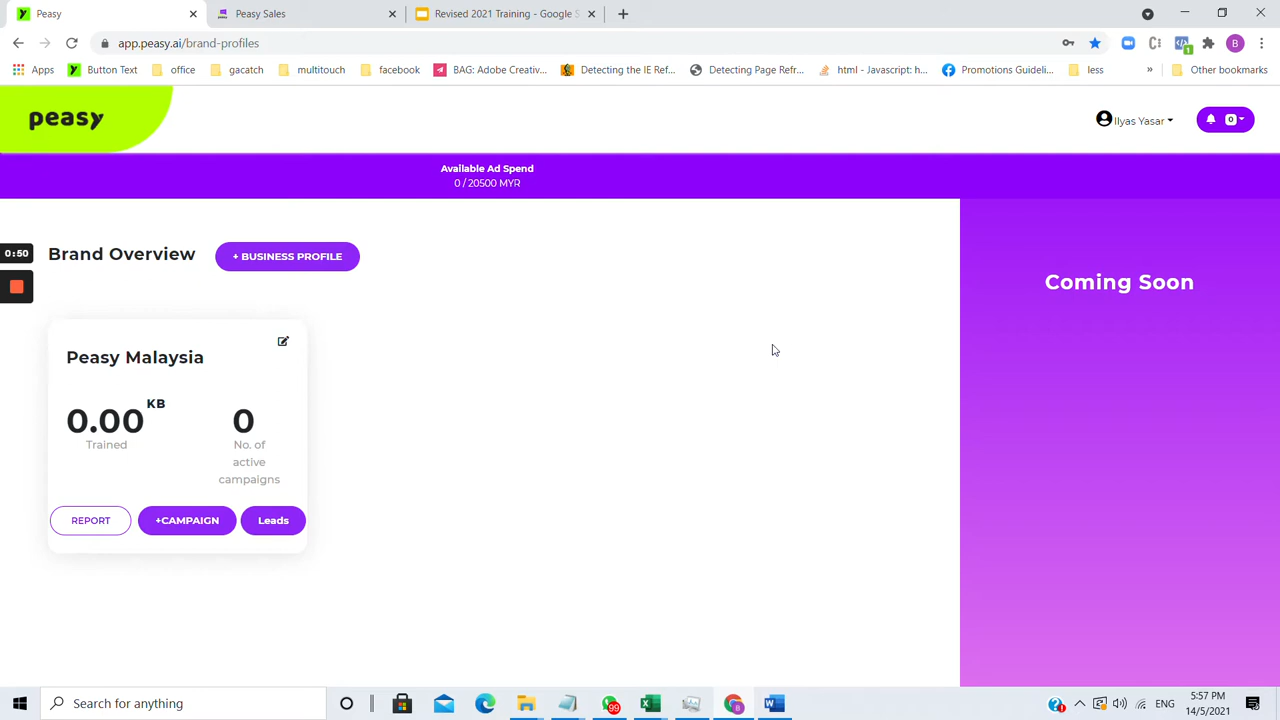 Peasy
Peasy Sales
Revised 2021 Training - Google S
app.peasy.ai/brand-profiles
B
Apps
Button Text
office
gacatch
multitouch
facebook
BAG: Adobe Creativ...
Detecting the IE Ref...
Detecting Page Refr...
html - Javascript: h...
Promotions Guideli...
less
»
Other bookmarks
peasy
Ilyas Yasar
0
Available Ad Spend
0 / 20500 MYR
0:50
Brand Overview
+ BUSINESS PROFILE
Coming Soon
Peasy Malaysia
0.00 KB
Trained
0
No. of
active
campaigns
REPORT
+CAMPAIGN
Leads
Search for anything
99
ENG
5:57 PM
14/5/2021